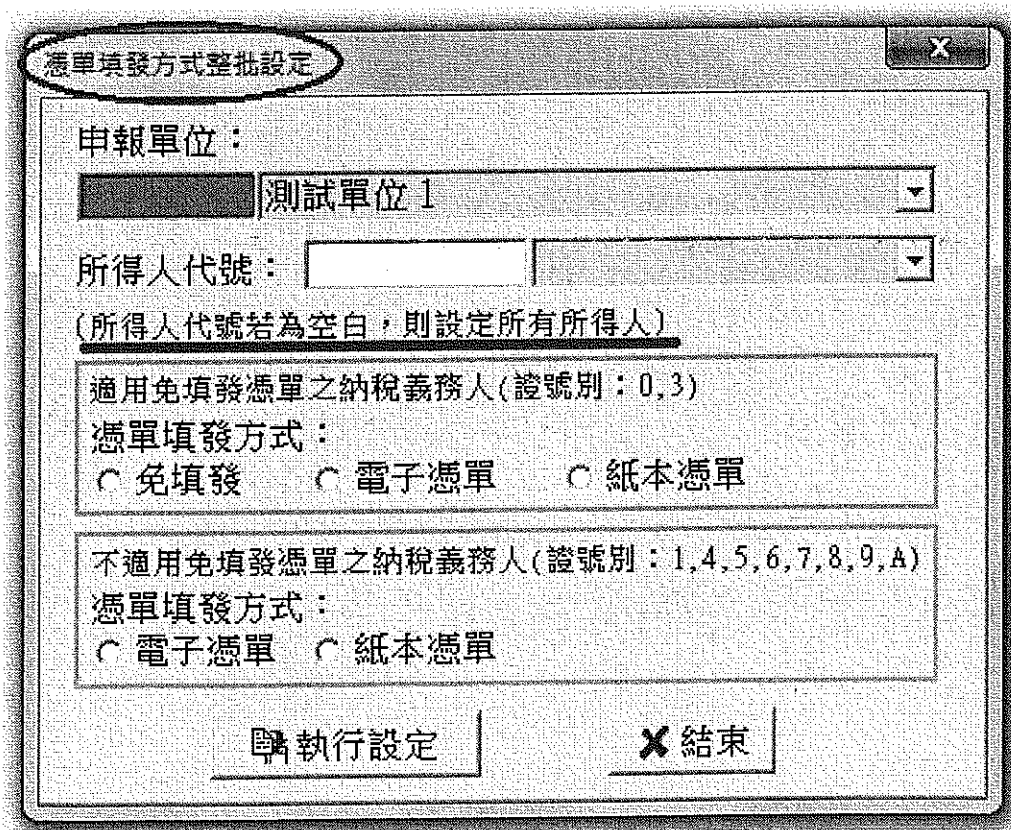 憑單填發方式整批設定
X
申報單位：
測試單位 1
所得人代號：
(所得人代號若為空白，則設定所有所得人)
適用免填發憑單之納稅義務人(證號別：0,3)
憑單填發方式：
免填發 電子憑單 紙本憑單
不適用免填發憑單之納稅義務人(證號別：1,4,5,6,7,8,9,A)
憑單填發方式：
電子憑單 紙本憑單
執行設定 結束